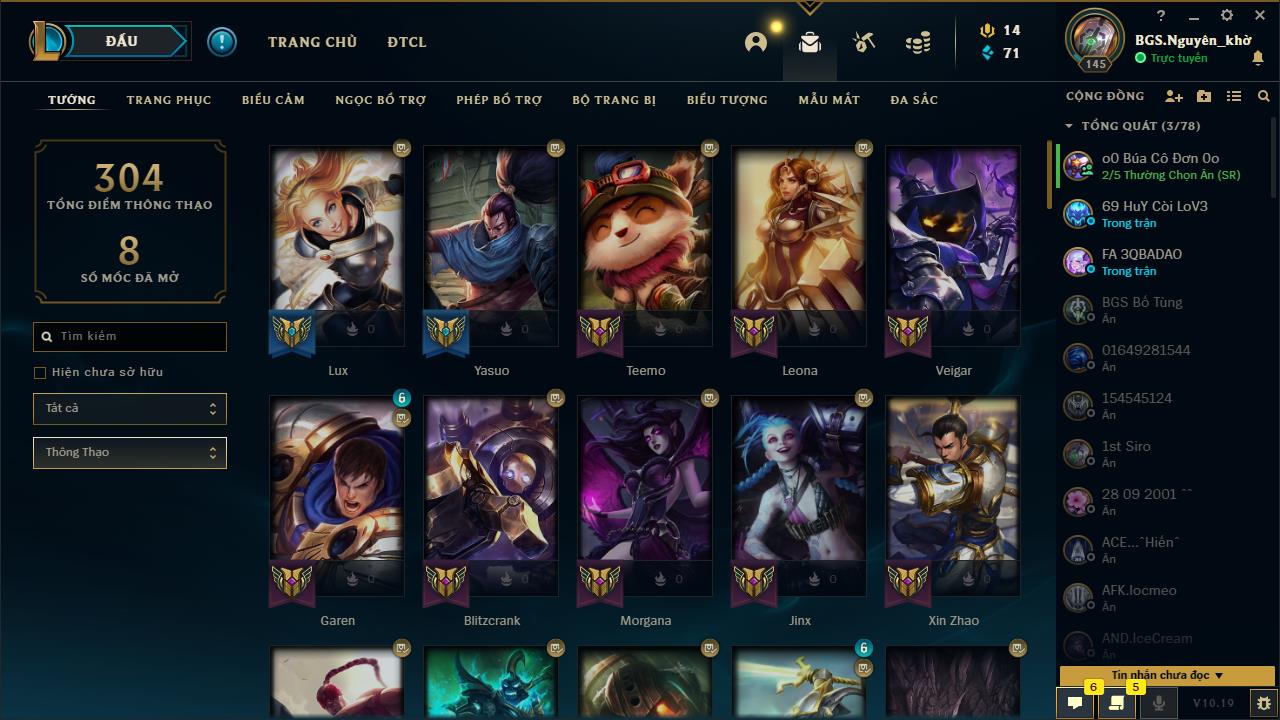 ĐẤU
TRANG CHỦ
ĐTCL
14
71
BGS.Nguyên_khờ
Trực tuyến
145
TƯỚNG
TRANG PHỤC
BIỂU CẢM
NGỌC BỔ TRỢ
PHÉP BỔ TRỢ
BỘ TRANG BỊ
BIỂU TƯỢNG
MẪU MẮT
ĐA SẮC
304
TỔNG ĐIỂM THÔNG THẠO
8
SỐ MỐC ĐÃ MỞ
Tìm kiếm
Hiện chưa sở hữu
Tất cả
Thông Thạo
0
0
0
0
0
Lux
Yasuo
Teemo
Leona
Veigar
6
0
0
0
0
0
Garen
Blitzcrank
Morgana
Jinx
Xin Zhao
6
CỘNG ĐỒNG
TỔNG QUÁT (3/78)
oO Búa Cô Đơn Oo
2/5 Thường Chọn Ẩn (SR)
69 HuY Còi LoV3
Trong trận
FA 3QBADAO
Trong trận
BGS Bố Tùng
Ẩn
01649281544
Ẩn
154545124
Ẩn
1st Siro
Ẩn
28 09 2001 ^^
Ẩn
ACE...^Hiến^
Ẩn
AFK.locmeo
Ẩn
AND.IceCream
Ẩn
Tin nhắn chưa đọc
6
5
V10.19